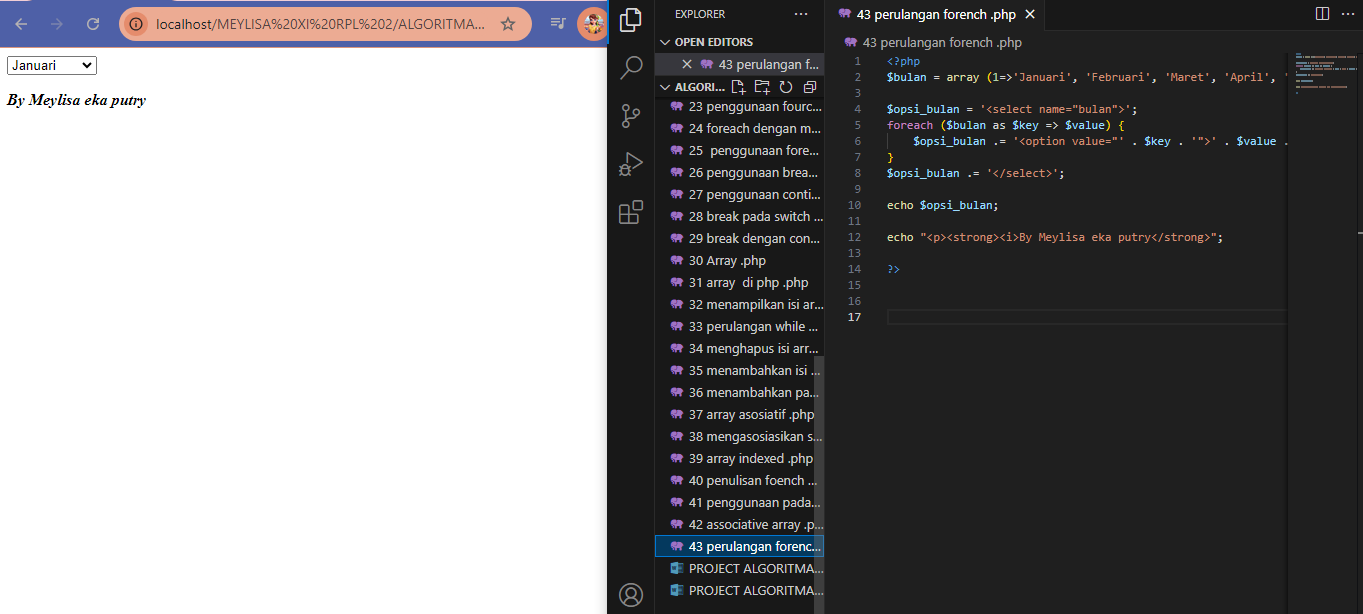 localhost/MEYLISA%20XI%20RPL%202/ALGORITMA...
Januari
By Meylisa eka putry
EXPLORER
OPEN EDITORS
43 perulangan f...
ALGORI...
23 penggunaan fourc...
24 foreach dengan m...
25 penggunaan fore...
26 penggunaan brea...
27 penggunaan conti...
28 break pada switch ...
29 break dengan con...
30 Array .php
31 array di php .php
32 menampilkan isi ar...
33 perulangan while ...
34 menghapus isi arr...
35 menambahkan isi ...
36 menambahkan pa...
37 array asosiatif .php
38 mengasosiasikan s...
39 array indexed .php
40 penulisan foench ...
41 penggunaan pada...
42 associative array .p...
43 perulangan forenc...
PROJECT ALGORITMA...
PROJECT ALGORITMA...
43 perulangan forench .php
43 perulangan forench .php
1 <?php
2 $bulan = array (1=>'Januari', 'Februari', 'Maret', 'April', '
3
4 $opsi_bulan = '<select name="bulan">';
5 foreach ($bulan as $key => $value) {
6 $opsi_bulan .= '<option value="' . $key . '">' . $value .
7 }
8 $opsi_bulan .= '</select>';
9
10 echo $opsi_bulan;
11
12 echo "<p><strong><i>By Meylisa eka putry</strong>";
13
14 ?>
15
16
17